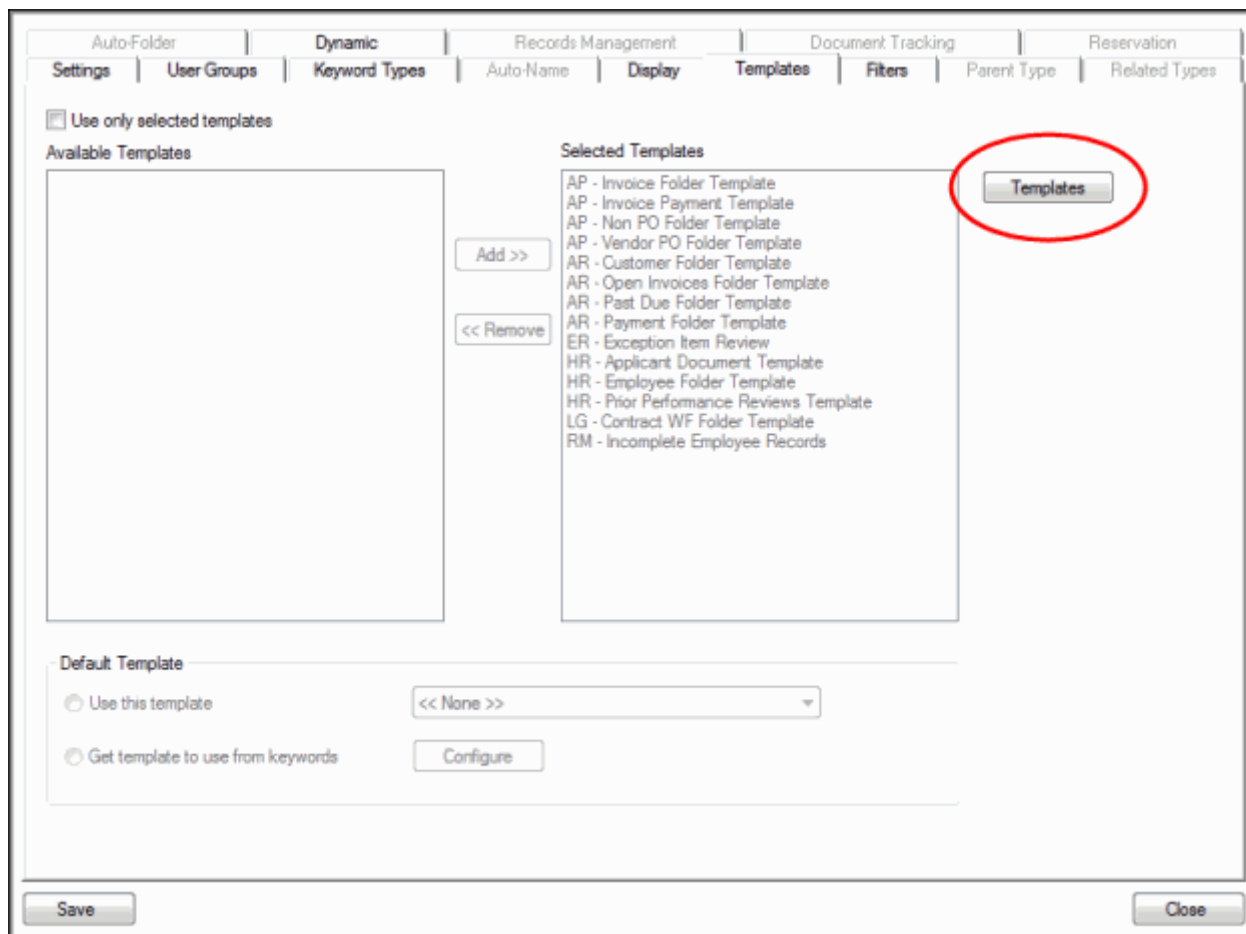 Auto-Folder Dynamic Records Management Document Tracking Reservation
Settings User Groups Keyword Types Auto-Name Display Templates Filters Parent Type Related Types
Use only selected templates
Available Templates
Selected Templates
AP - Invoice Folder Template
AP - Invoice Payment Template
AP - Non PO Folder Template
AP - Vendor PO Folder Template
AR - Customer Folder Template
AR - Open Invoices Folder Template
AR - Past Due Folder Template
AR - Payment Folder Template
ER - Exception Item Review
HR - Applicant Document Template
HR - Employee Folder Template
HR - Prior Performance Reviews Template
LG - Contract WF Folder Template
RM - Incomplete Employee Records
Templates
Add >>
<< Remove
Default Template
Use this template << None >>
Get template to use from keywords Configure
Save Close